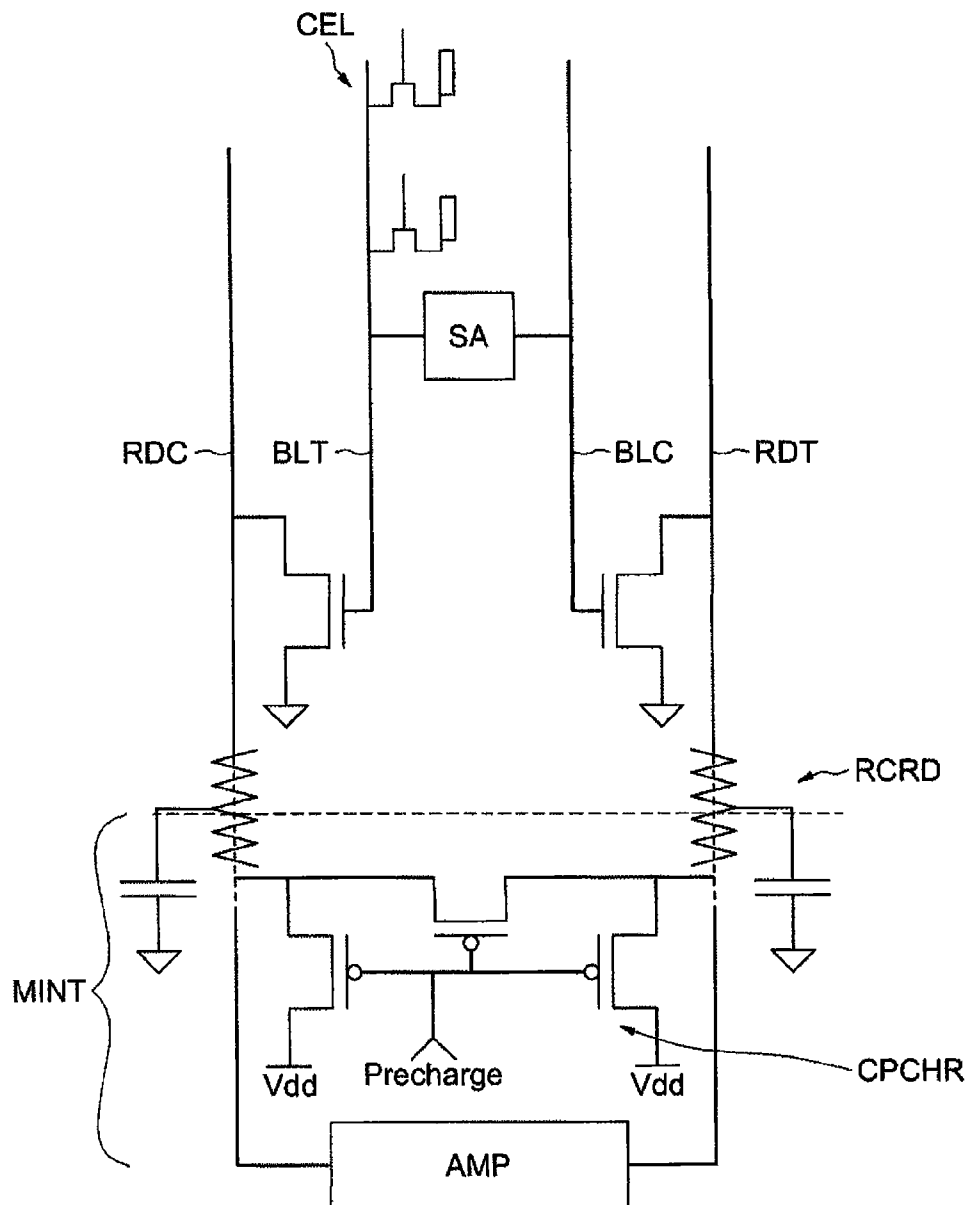 CEL
SA
RDC
BLT
BLC
RDT
RCRD
MINT
Vdd
Precharge
Vdd
CPCHR
AMP